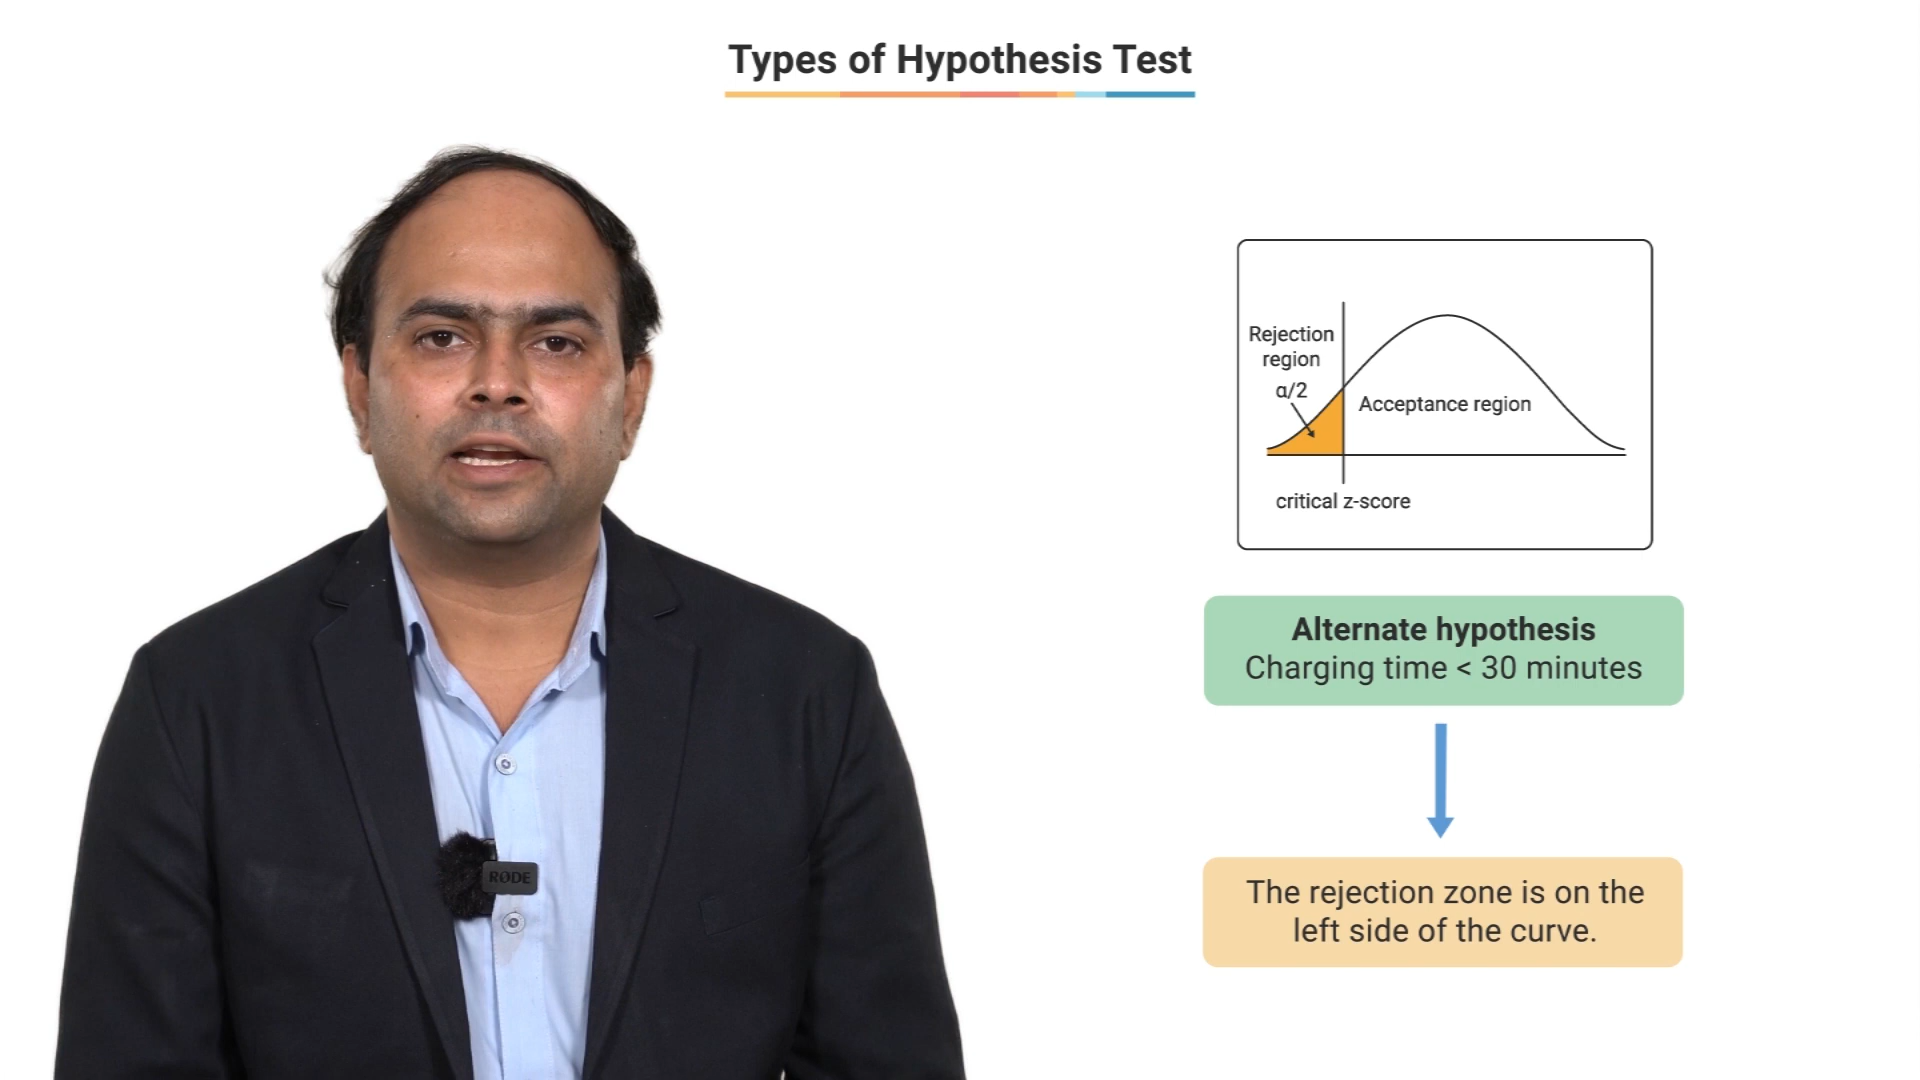 Types of Hypothesis Test
Rejection
region
α/2
Acceptance region
critical z-score
Alternate hypothesis
Charging time < 30 minutes
The rejection zone is on the
left side of the curve.
RØDE